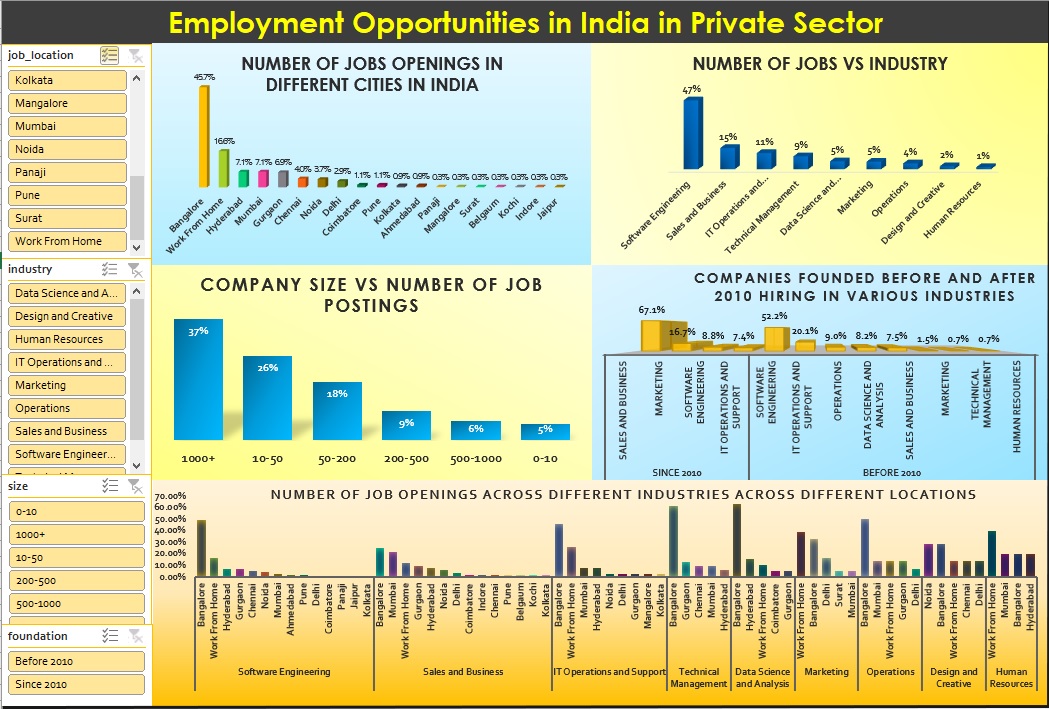 Employment Opportunities in India in Private Sector
job_location
Kolkata
Mangalore
Mumbai
Noida
Panaji
Pune
Surat
Work From Home
industry
Data Science and A...
Design and Creative
Human Resources
IT Operations and ...
Marketing
Operations
Sales and Business
Software Engineer...
size
0-10
1000+
10-50
200-500
500-1000
foundation
Before 2010
Since 2010
NUMBER OF JOBS OPENINGS IN
DIFFERENT CITIES IN INDIA
45.7%
16.6%
7.1%
7.1%
6.9%
4.0%
3.7%
2.9%
1.1%
1.1%
0.9%
0.9%
0.3%
0.3%
0.3%
0.3%
0.3%
0.3%
0.3%
Bangalore
Work From Home
Hyderabad
Mumbai
Gurgaon
Chennai
Noida
Delhi
Coimbatore
Pune
Kolkata
Ahmedabad
Panaji
Mangalore
Surat
Belgaum
Kochi
Indore
Jaipur
NUMBER OF JOBS VS INDUSTRY
47%
15%
11%
9%
5%
5%
4%
2%
1%
Software Engineering
Sales and Business
IT Operations and...
Technical Management
Data Science and...
Marketing
Operations
Design and Creative
Human Resources
COMPANY SIZE VS NUMBER OF JOB
POSTINGS
37%
26%
18%
9%
6%
5%
1000+
10-50
50-200
200-500
500-1000
0-10
COMPANIES FOUNDED BEFORE AND AFTER
2010 HIRING IN VARIOUS INDUSTRIES
67.1%
16.7%
8.8%
7.4%
52.2%
20.1%
9.0%
8.2%
7.5%
1.5%
0.7%
0.7%
SALES AND BUSINESS
MARKETING
SOFTWARE
ENGINEERING
IT OPERATIONS AND
SUPPORT
SOFTWARE
ENGINEERING
IT OPERATIONS AND
SUPPORT
OPERATIONS
DATA SCIENCE AND
ANALYSIS
SALES AND BUSINESS
MARKETING
TECHNICAL
MANAGEMENT
HUMAN RESOURCES
SINCE 2010
BEFORE 2010
NUMBER OF JOB OPENINGS ACROSS DIFFERENT INDUSTRIES ACROSS DIFFERENT LOCATIONS
70.00%
60.00%
50.00%
40.00%
30.00%
20.00%
10.00%
0.00%
Bangalore
Work From Home
Hyderabad
Gurgaon
Chennai
Noida
Mumbai
Ahmedabad
Pune
Delhi
Coimbatore
Panaji
Jaipur
Kolkata
Software Engineering
Bangalore
Mumbai
Work From Home
Gurgaon
Hyderabad
Noida
Delhi
Coimbatore
Indore
Chennai
Pune
Belgaum
Kochi
Kolkata
Sales and Business
Bangalore
Work From Home
Mumbai
Hyderabad
Noida
Delhi
Gurgaon
Mangalore
Kolkata
IT Operations and Support
Bangalore
Gurgaon
Chennai
Mumbai
Hyderabad
Technical
Management
Bangalore
Hyderabad
Work From Home
Coimbatore
Gurgaon
Data Science
and Analysis
Work From Home
Bangalore
Delhi
Surat
Mumbai
Marketing
Bangalore
Mumbai
Work From Home
Gurgaon
Delhi
Operations
Noida
Bangalore
Work From Home
Chennai
Delhi
Design and
Creative
Work From Home
Mumbai
Bangalore
Hyderabad
Human
Resources